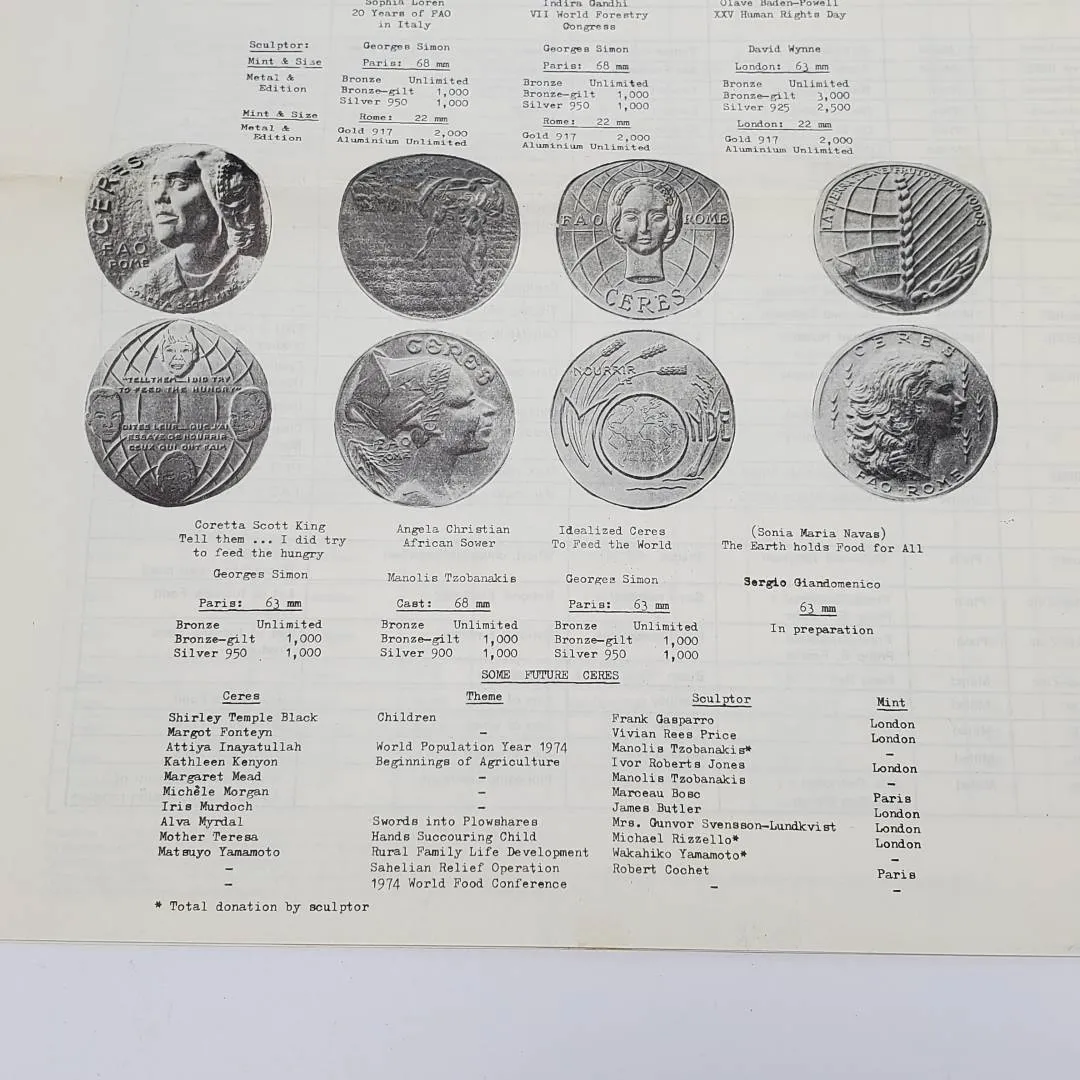 Sophia Loren Indira Gandhi Olave Baden-Powell
20 Years of FAO VII World Forestry XXV Human Rights Day
in Italy Congress
Sculptor: Georges Simon Georges Simon David Wynne
Mint & Size Paris: 68 mm Paris: 68 mm London: 63 mm
Metal & Bronze Unlimited Bronze Unlimited Bronze Unlimited
Edition Bronze-gilt 1,000 Bronze-gilt 1,000 Bronze-gilt 3,000
Silver 950 1,000 Silver 950 1,000 Silver 925 2,500
Mint & Size Rome: 22 mm Rome: 22 mm London: 22 mm
Metal & Gold 917 2,000 Gold 917 2,000 Gold 917 2,000
Edition Aluminium Unlimited Aluminium Unlimited Aluminium Unlimited
CERES
FAO
ROME
FAO ROME
CERES
"TELL THEM...I DID TRY
TO FEED THE HUNGRY"
DITES LEUR...QUE J'AI
ESSAYE DE NOURRIR
CEUX QUI ONT FAIM
CERES
FAO
ROME
NOURRIR
LE
MONDE
CERES
FAO·ROME
Coretta Scott King Angela Christian Idealized Ceres (Sonia Maria Navas)
Tell them ... I did try African Sower To Feed the World The Earth holds Food for All
to feed the hungry
Georges Simon Manolis Tzobanakis Georges Simon Sergio Giandomenico
Paris: 63 mm Cast: 68 mm Paris: 63 mm 63 mm
Bronze Unlimited Bronze Unlimited Bronze Unlimited In preparation
Bronze-gilt 1,000 Bronze-gilt 1,000 Bronze-gilt 1,000
Silver 950 1,000 Silver 900 1,000 Silver 950 1,000
SOME FUTURE CERES
Ceres Theme Sculptor Mint
Shirley Temple Black Children Frank Gasparro London
Margot Fonteyn - Vivian Rees Price London
Attiya Inayatullah World Population Year 1974 Manolis Tzobanakis* -
Kathleen Kenyon Beginnings of Agriculture Ivor Roberts Jones London
Margaret Mead - Manolis Tzobanakis -
Michèle Morgan - Marceau Bosc Paris
Iris Murdoch - James Butler London
Alva Myrdal Swords into Plowshares Mrs. Gunvor Svensson-Lundkvist London
Mother Teresa Hands Succouring Child Michael Rizzello* London
Matsuyo Yamamoto Rural Family Life Development Wakahiko Yamamoto* -
- Sahelian Relief Operation Robert Cochet Paris
- 1974 World Food Conference - -
* Total donation by sculptor